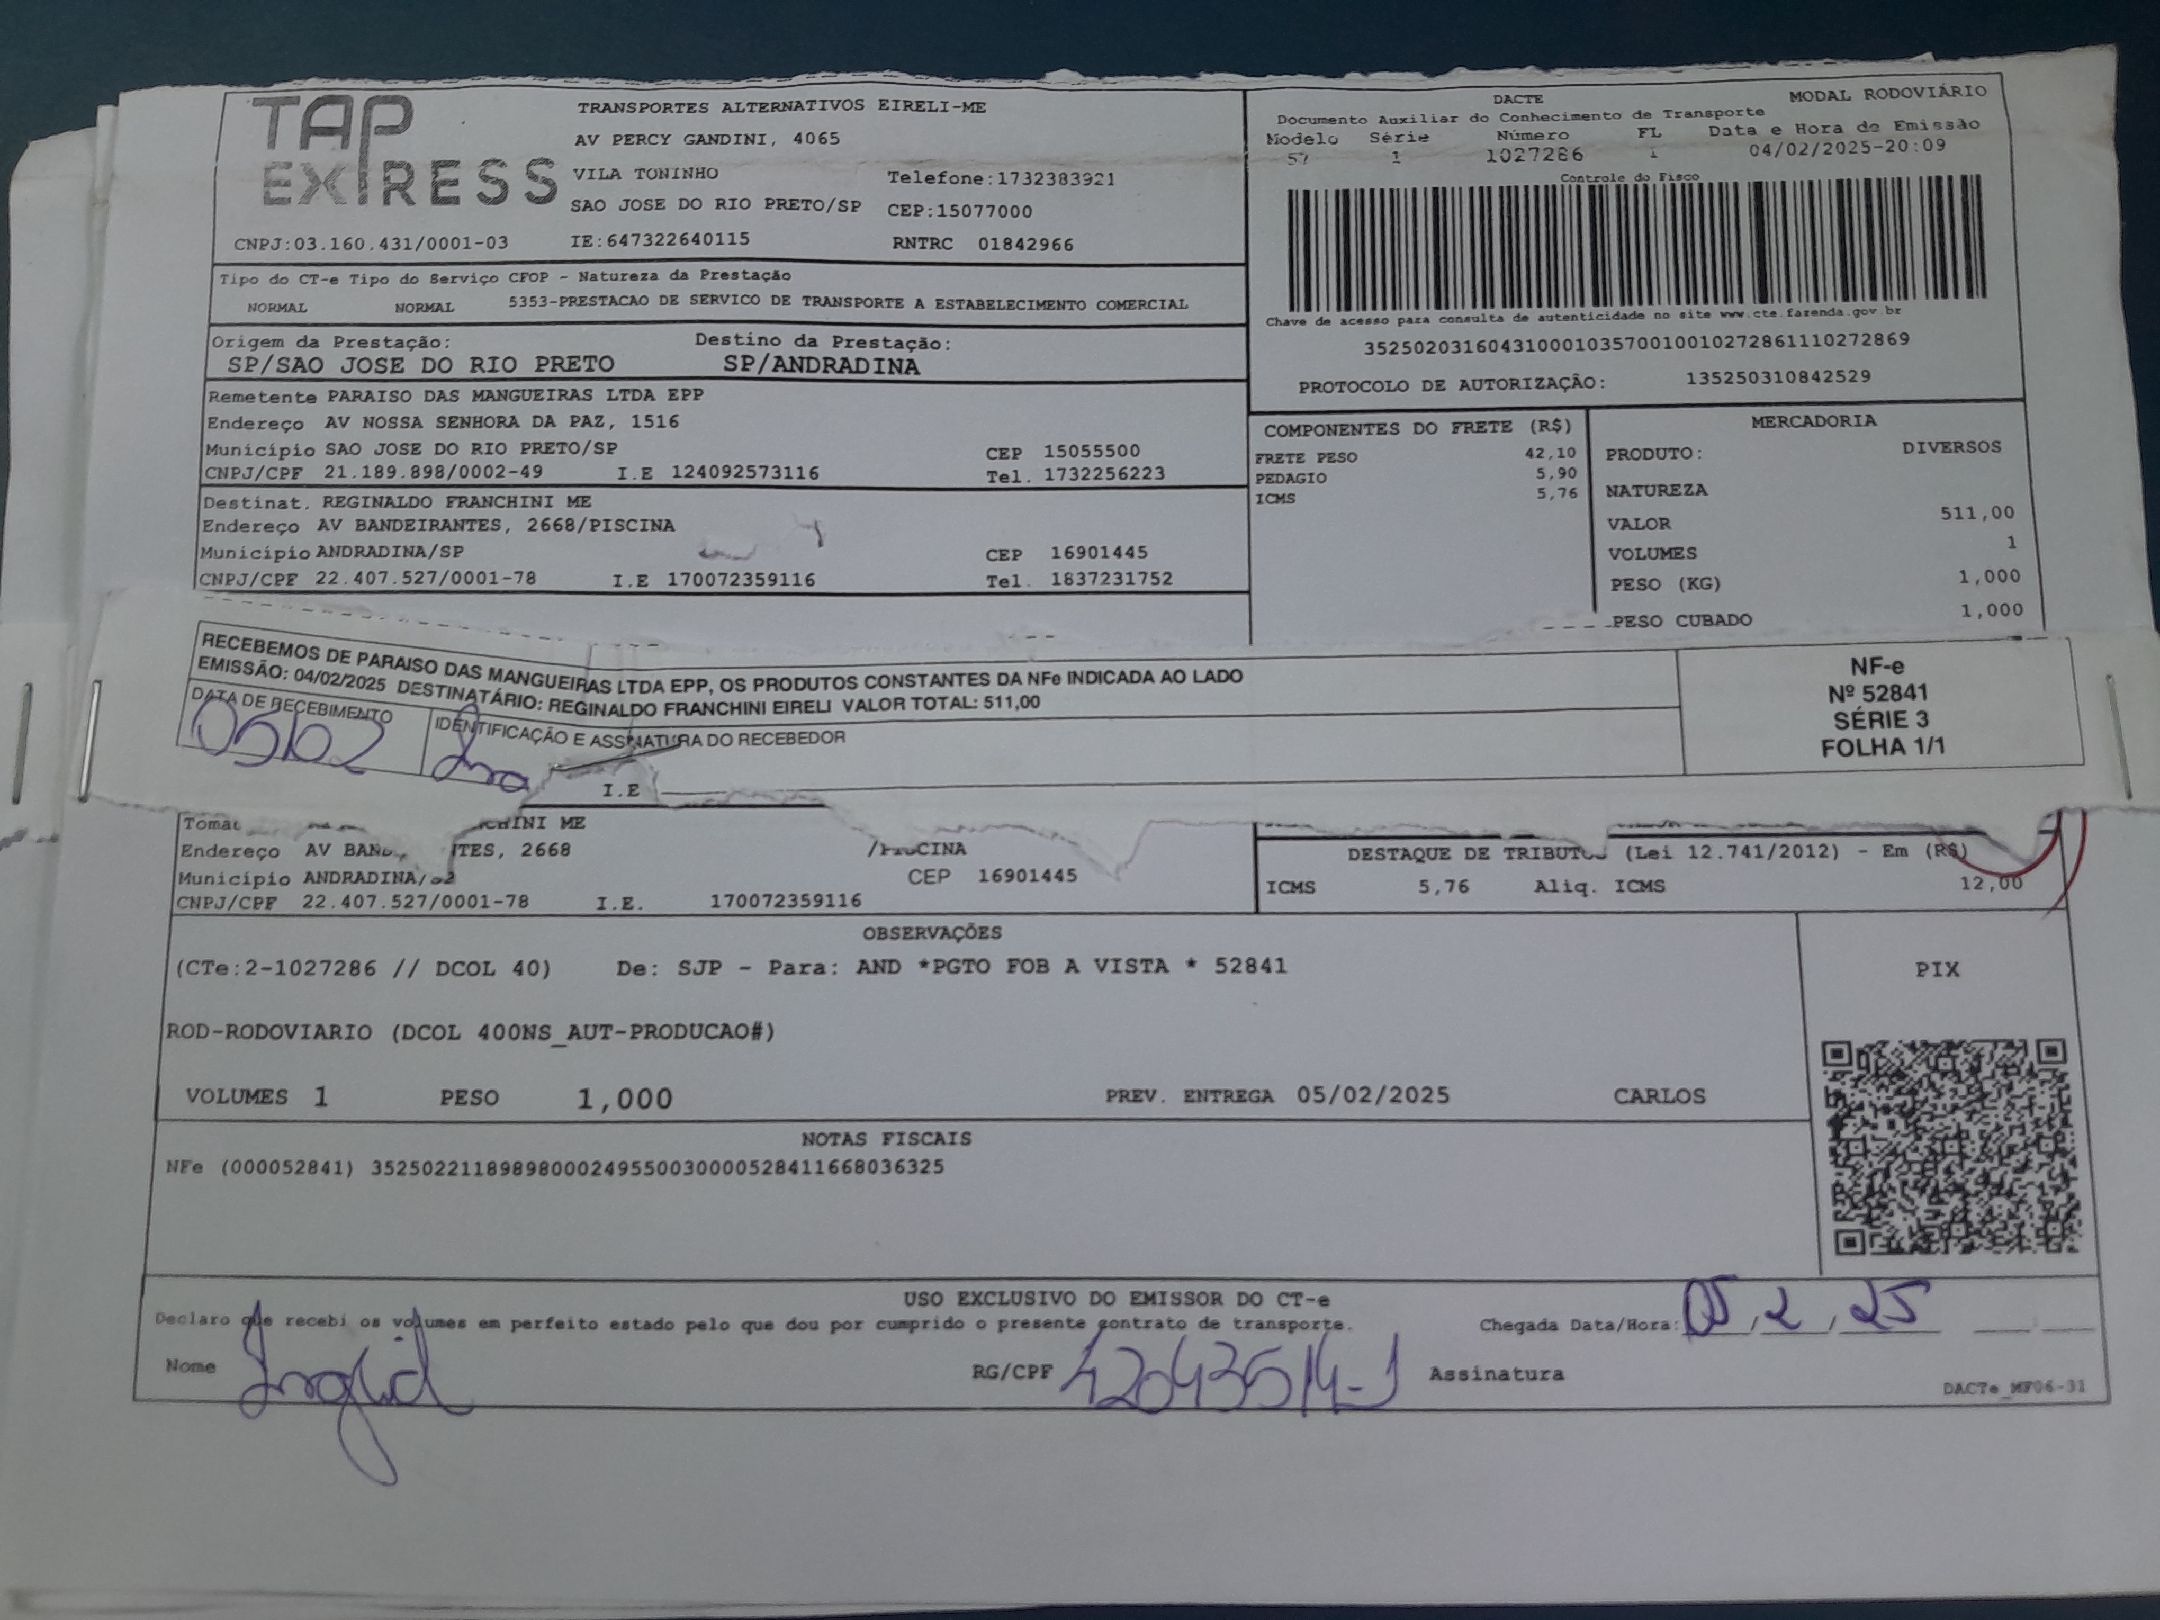 TAP EXPRESS
TRANSPORTES ALTERNATIVOS EIRELI-ME
AV PERCY GANDINI, 4065
VILA TONINHO Telefone:1732383921
SAO JOSE DO RIO PRETO/SP CEP:15077000
CNPJ:03.160.431/0001-03 IE:647322640115 RNTRC 01842966
DACTE MODAL RODOVIÁRIO
Documento Auxiliar do Conhecimento de Transporte
Modelo Série Número FL Data e Hora de Emissão
57 1 1027286 1 04/02/2025-20:09
Controle do Fisco
Chave de acesso para consulta de autenticidade no site www.cte.fazenda.gov.br
35250203160431000103570010010272861110272869
PROTOCOLO DE AUTORIZAÇÃO: 135250310842529
Tipo do CT-e Tipo do Serviço CFOP - Natureza da Prestação
NORMAL NORMAL 5353-PRESTACAO DE SERVICO DE TRANSPORTE A ESTABELECIMENTO COMERCIAL
Origem da Prestação: Destino da Prestação:
SP/SAO JOSE DO RIO PRETO SP/ANDRADINA
Remetente PARAISO DAS MANGUEIRAS LTDA EPP
Endereço AV NOSSA SENHORA DA PAZ, 1516
Município SAO JOSE DO RIO PRETO/SP CEP 15055500
CNPJ/CPF 21.189.898/0002-49 I.E 124092573116 Tel. 1732256223
Destinat. REGINALDO FRANCHINI ME
Endereço AV BANDEIRANTES, 2668/PISCINA
Município ANDRADINA/SP CEP 16901445
CNPJ/CPF 22.407.527/0001-78 I.E 170072359116 Tel. 1837231752
COMPONENTES DO FRETE (R$)
FRETE PESO 42,10
PEDAGIO 5,90
ICMS 5,76
MERCADORIA
PRODUTO: DIVERSOS
NATUREZA
VALOR 511,00
VOLUMES 1
PESO (KG) 1,000
PESO CUBADO 1,000
RECEBEMOS DE PARAISO DAS MANGUEIRAS LTDA EPP, OS PRODUTOS CONSTANTES DA NFe INDICADA AO LADO
EMISSÃO: 04/02/2025 DESTINATÁRIO: REGINALDO FRANCHINI EIRELI VALOR TOTAL: 511,00
DATA DE RECEBIMENTO IDENTIFICAÇÃO E ASSINATURA DO RECEBEDOR
05/02
NF-e
Nº 52841
SÉRIE 3
FOLHA 1/1
I.E
CHINI ME
Endereço AV BAN ITES, 2668 /PISCINA
Município ANDRADINA/SP CEP 16901445
CNPJ/CPF 22.407.527/0001-78 I.E. 170072359116
DESTAQUE DE TRIBUTOS (Lei 12.741/2012) - Em (R$)
ICMS 5,76 Aliq. ICMS 12,00
OBSERVAÇÕES
(CTe:2-1027286 // DCOL 40) De: SJP - Para: AND *PGTO FOB A VISTA * 52841
ROD-RODOVIARIO (DCOL 400NS_AUT-PRODUCAO#)
VOLUMES 1 PESO 1,000 PREV. ENTREGA 05/02/2025 CARLOS
PIX
NOTAS FISCAIS
NFe (000052841) 35250221189898000249550030000528411668036325
USO EXCLUSIVO DO EMISSOR DO CT-e
Declaro que recebi os volumes em perfeito estado pelo que dou por cumprido o presente contrato de transporte. Chegada Data/Hora: 05/2/25
Nome Ingrid RG/CPF 42043514-1 Assinatura
DACTe_MF06-31